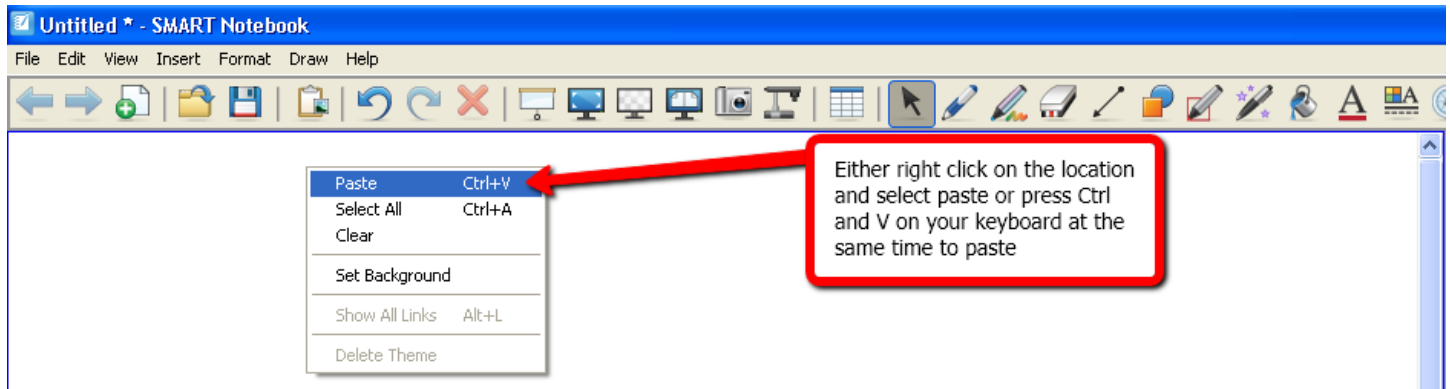 Untitled * - SMART Notebook
File Edit View Insert Format Draw Help
A A
Paste Ctrl+V
Select All Ctrl+A
Clear
Set Background
Show All Links Alt+L
Delete Theme
Either right click on the location
and select paste or press Ctrl
and V on your keyboard at the
same time to paste